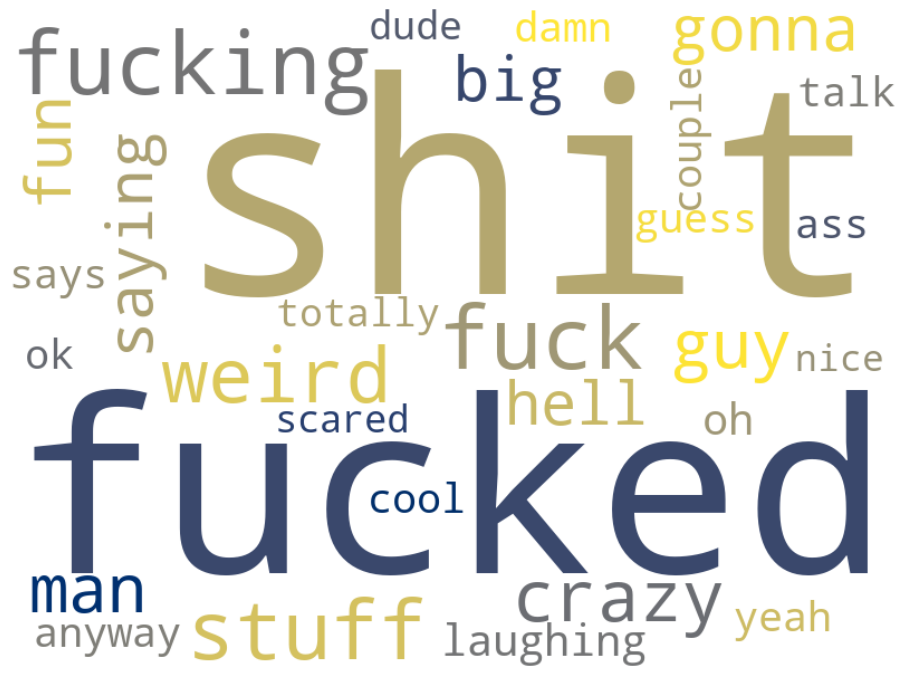 dude
damn
gonna
fucking
big
couple
talk
fun
shit
saying
guess
ass
says
totally
fuck
guy
ok
weird
nice
hell
scared
oh
fucked
cool
man
crazy
stuff
yeah
anyway
laughing